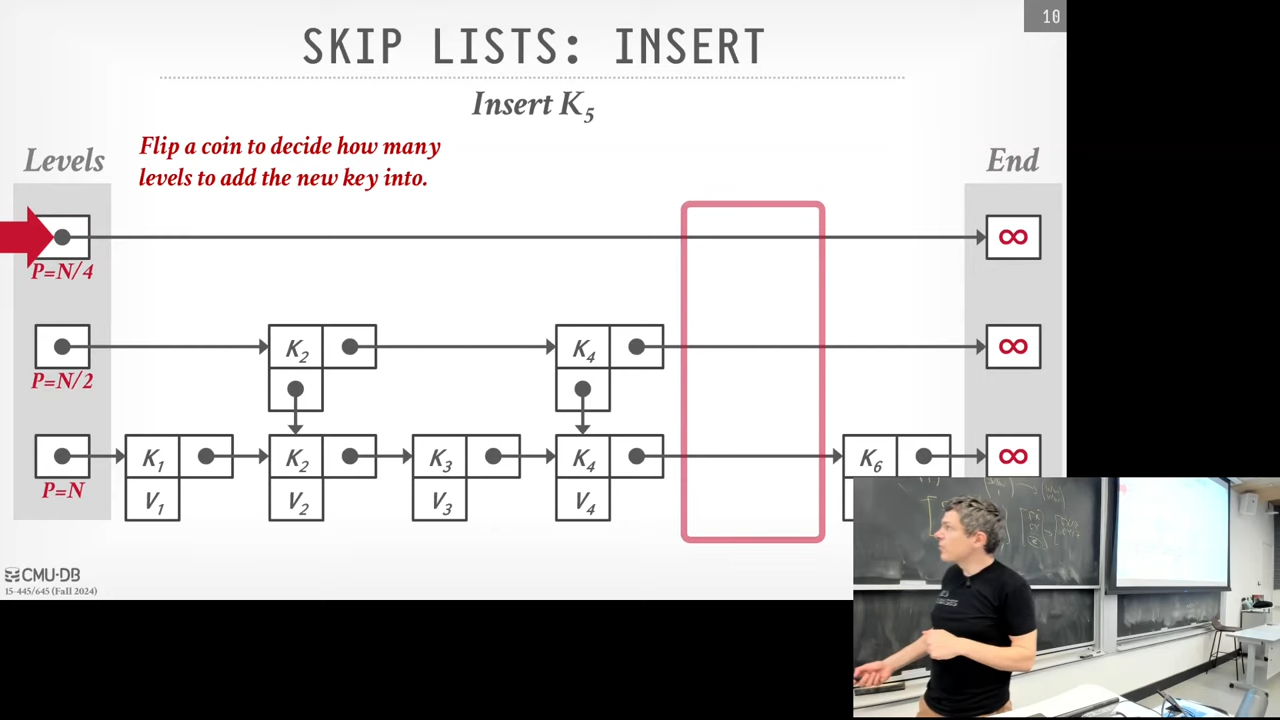 10
SKIP LISTS: INSERT
Insert K5
Flip a coin to decide how many
levels to add the new key into.
Levels
End
∞
P=N/4
K2
K4
∞
P=N/2
K1
K2
K3
K4
K6
∞
P=N
V1
V2
V3
V4
CMU·DB
15-445/645 (Fall 2024)